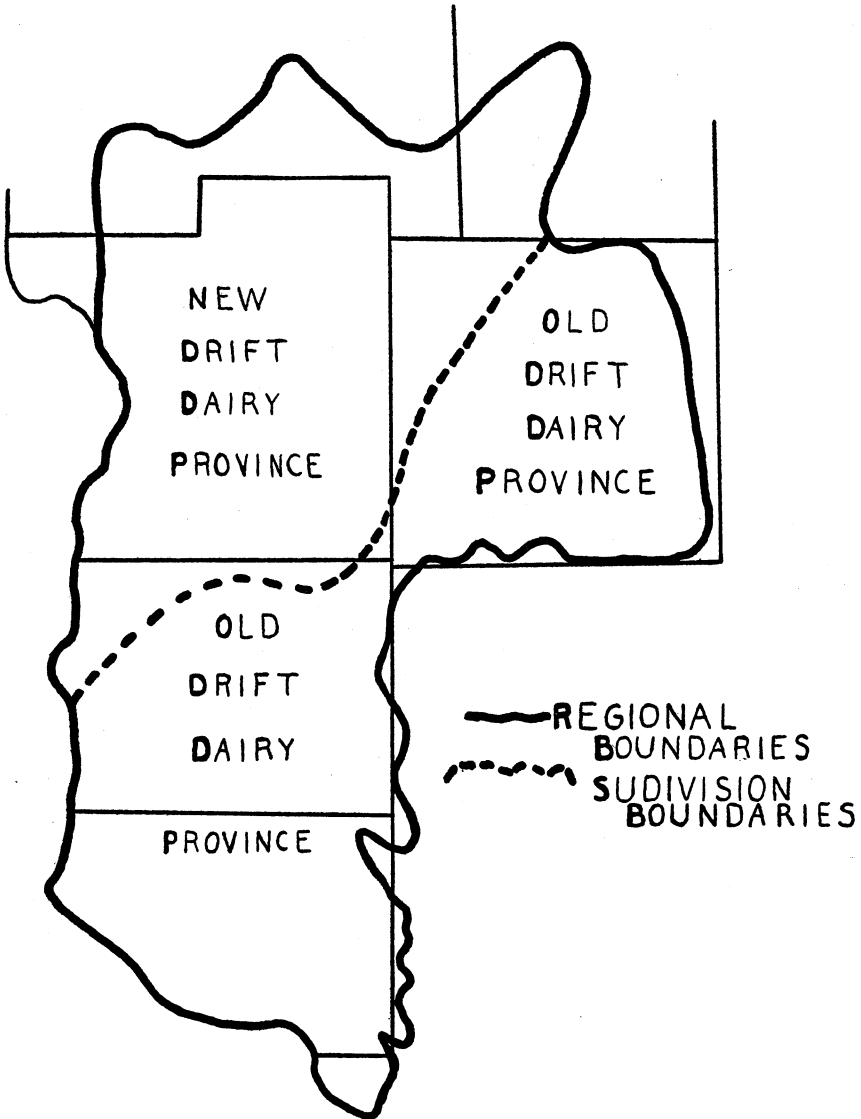 NEW
DRIFT
DAIRY
PROVINCE
OLD
DRIFT
DAIRY
PROVINCE
OLD
DRIFT
DAIRY
PROVINCE
REGIONAL
BOUNDARIES
SUDIVISION
BOUNDARIES